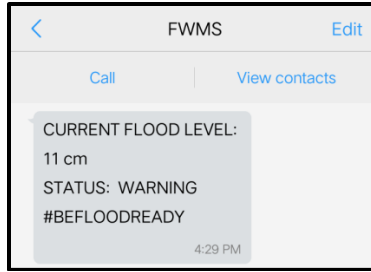 FWMS Edit
Call View contacts
CURRENT FLOOD LEVEL:
11 cm
STATUS: WARNING
#BEFLOODREADY
4:29 PM